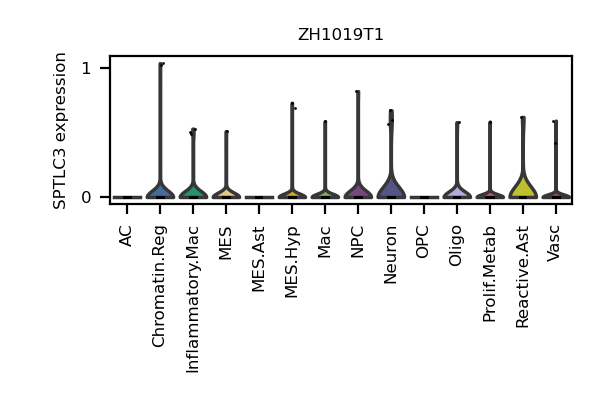 ZH1019T1
SPTLC3 expression
1
0
AC
Chromatin.Reg
Inflammatory.Mac
MES
MES.Ast
MES.Hyp
Mac
NPC
Neuron
OPC
Oligo
Prolif.Metab
Reactive.Ast
Vasc